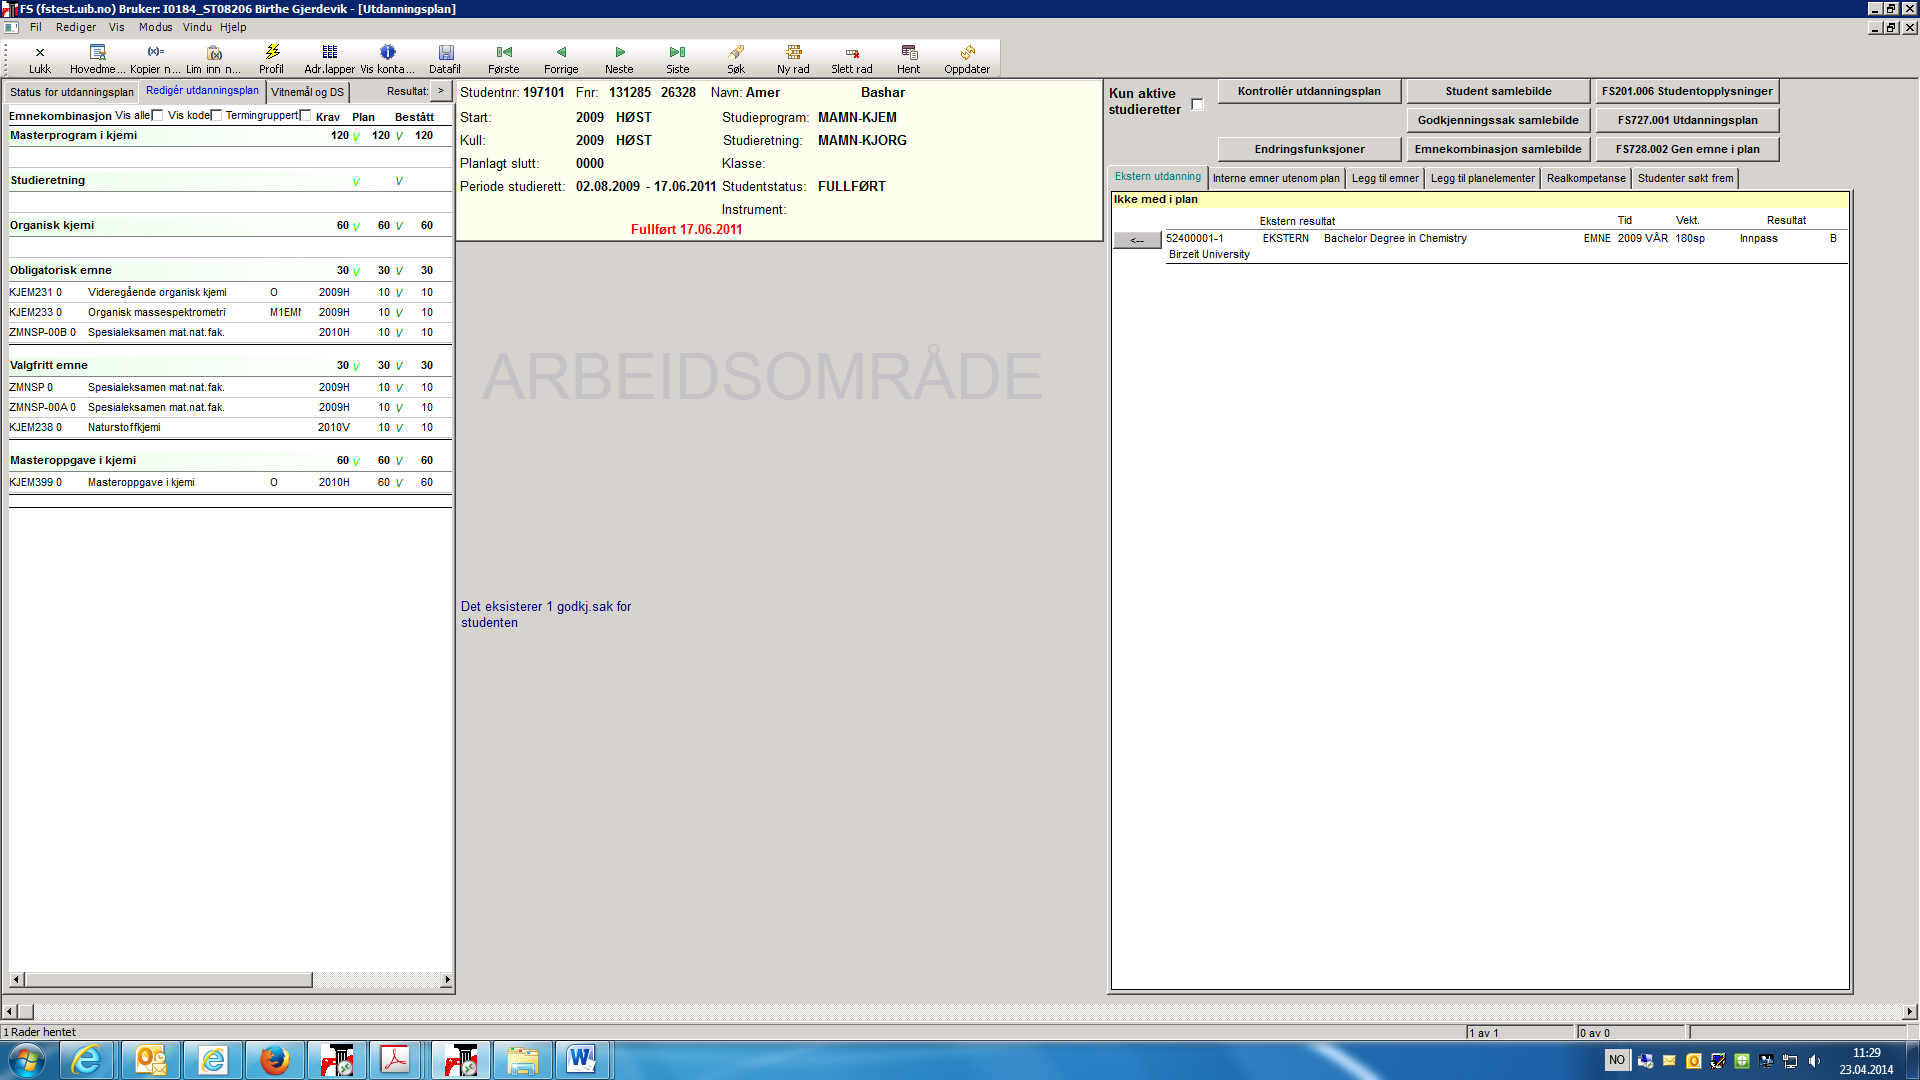 FS (fstest.uib.no) Bruker: I0184_ST08206 Birthe Gjerdevik - [Utdanningsplan]
Fil Rediger Vis Modus Vindu Hjelp
Lukk Hovedme ... Kopier n... Lim inn n... Profil Adr.lapper Vis konta... Datafil Første Forrige Neste Siste Søk Ny rad Slett rad Hent Oppdater
Status for utdanningsplan Redigér utdanningsplan Vitnemål og DS Resultat: >
Emnekombinasjon Vis alle Vis kode Termingruppert Krav Plan Bestått
Masterprogram i kjemi 120 V 120 V 120
Studieretning V V
Organisk kjemi 60 V 60 V 60
Obligatorisk emne 30 V 30 V 30
KJEM231 0 Videregående organisk kjemi O 2009H 10 V 10
KJEM233 0 Organisk massespektrometri M1EMN 2009H 10 V 10
ZMNSP-00B 0 Spesialeksamen mat.nat.fak. 2010H 10 V 10
Valgfritt emne 30 V 30 V 30
ZMNSP 0 Spesialeksamen mat.nat.fak. 2009H 10 V 10
ZMNSP-00A 0 Spesialeksamen mat.nat.fak. 2009H 10 V 10
KJEM238 0 Naturstoffkjemi 2010V 10 V 10
Masteroppgave i kjemi 60 V 60 V 60
KJEM399 0 Masteroppgave i kjemi O 2010H 60 V 60
Studentnr: 197101 Fnr: 131285 26328 Navn: Amer Bashar
Start: 2009 HØST Studieprogram: MAMN-KJEM
Kull: 2009 HØST Studieretning: MAMN-KJORG
Planlagt slutt: 0000 Klasse:
Periode studierett: 02.08.2009 - 17.06.2011 Studentstatus: FULLFØRT
Instrument:
Fullført 17.06.2011
ARBEIDSOMRÅDE
Det eksisterer 1 godkj.sak for
studenten
Kun aktive
studieretter
Kontrollér utdanningsplan Student samlebilde FS201.006 Studentopplysninger
Godkjenningssak samlebilde FS727.001 Utdanningsplan
Endringsfunksjoner Emnekombinasjon samlebilde FS728.002 Gen emne i plan
Ekstern utdanning Interne emner utenom plan Legg til emner Legg til planelementer Realkompetanse Studenter søkt frem
Ikke med i plan
Ekstern resultat Tid Vekt. Resultat
<-- 52400001-1 EKSTERN Bachelor Degree in Chemistry EMNE 2009 VÅR 180sp Innpass B
Birzeit University
1 Rader hentet 1 av 1 0 av 0
NO 11:29
23.04.2014